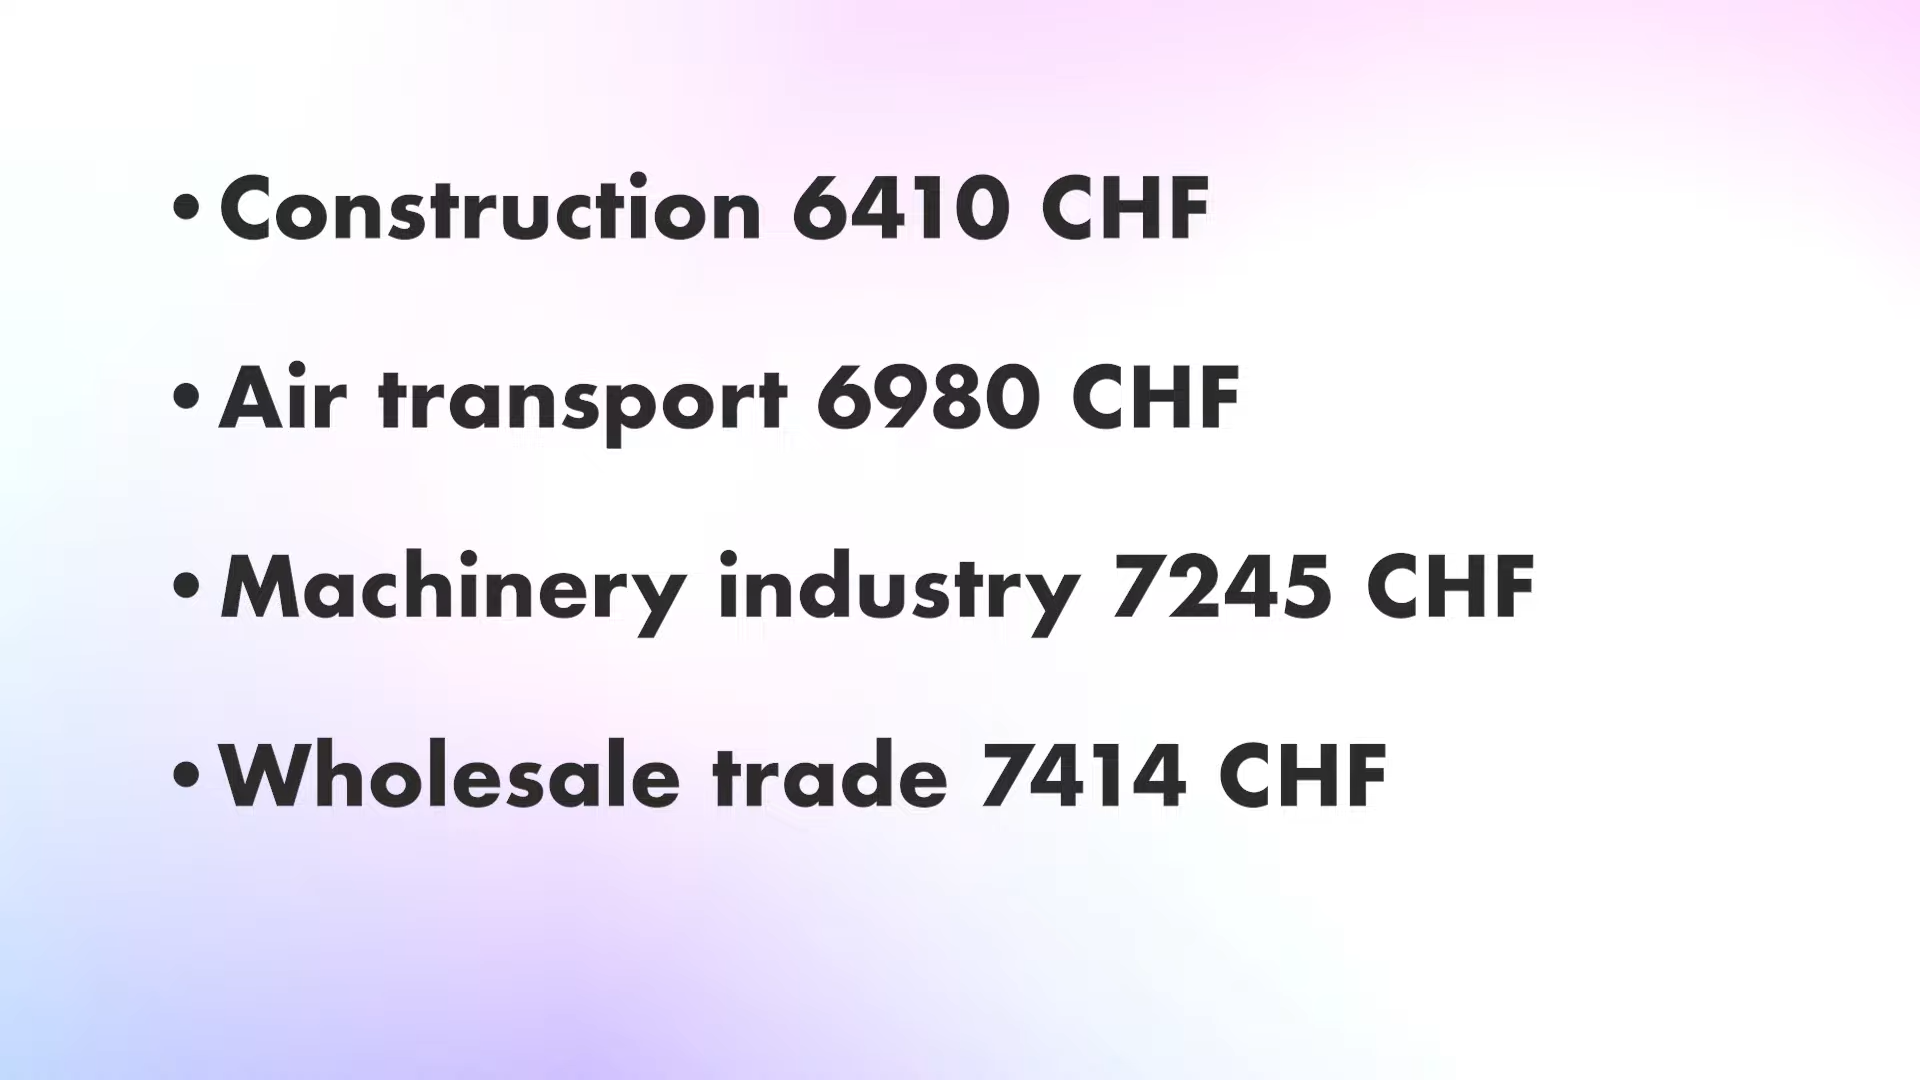 • Construction 6410 CHF
• Air transport 6980 CHF
• Machinery industry 7245 CHF
• Wholesale trade 7414 CHF